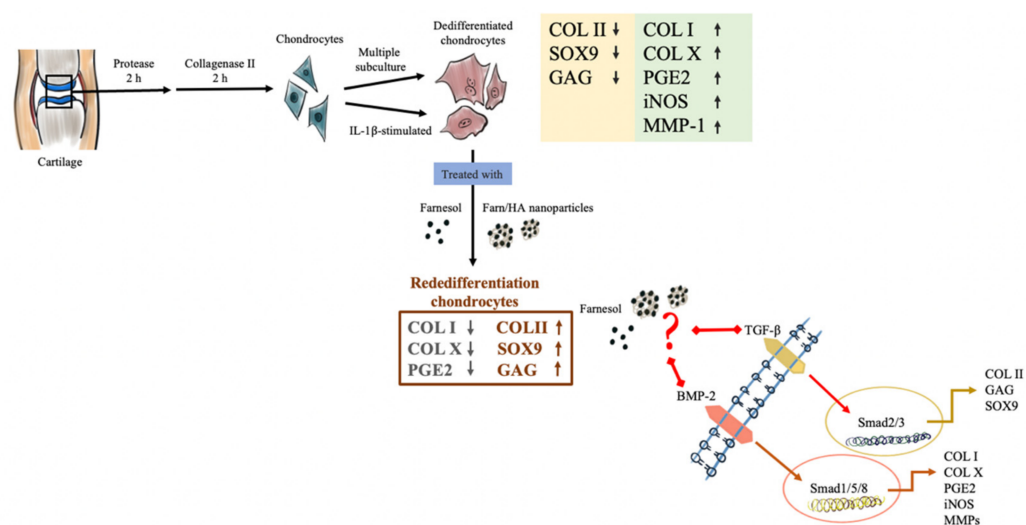 Cartilage
Protease
2 h
Collagenase II
2 h
Chondrocytes
Multiple
subculture
IL-1β-stimulated
Dedifferentiated
chondrocytes
COL II ↓
SOX9 ↓
GAG ↓
COL I ↑
COL X ↑
PGE2 ↑
iNOS ↑
MMP-1 ↑
Treated with
Farnesol
Farn/HA nanoparticles
Rededifferentiation
chondrocytes
COL I ↓
COL X ↓
PGE2 ↓
COLII ↑
SOX9 ↑
GAG ↑
Farnesol
?
TGF-β
BMP-2
Smad2/3
COL II
GAG
SOX9
Smad1/5/8
COL I
COL X
PGE2
iNOS
MMPs